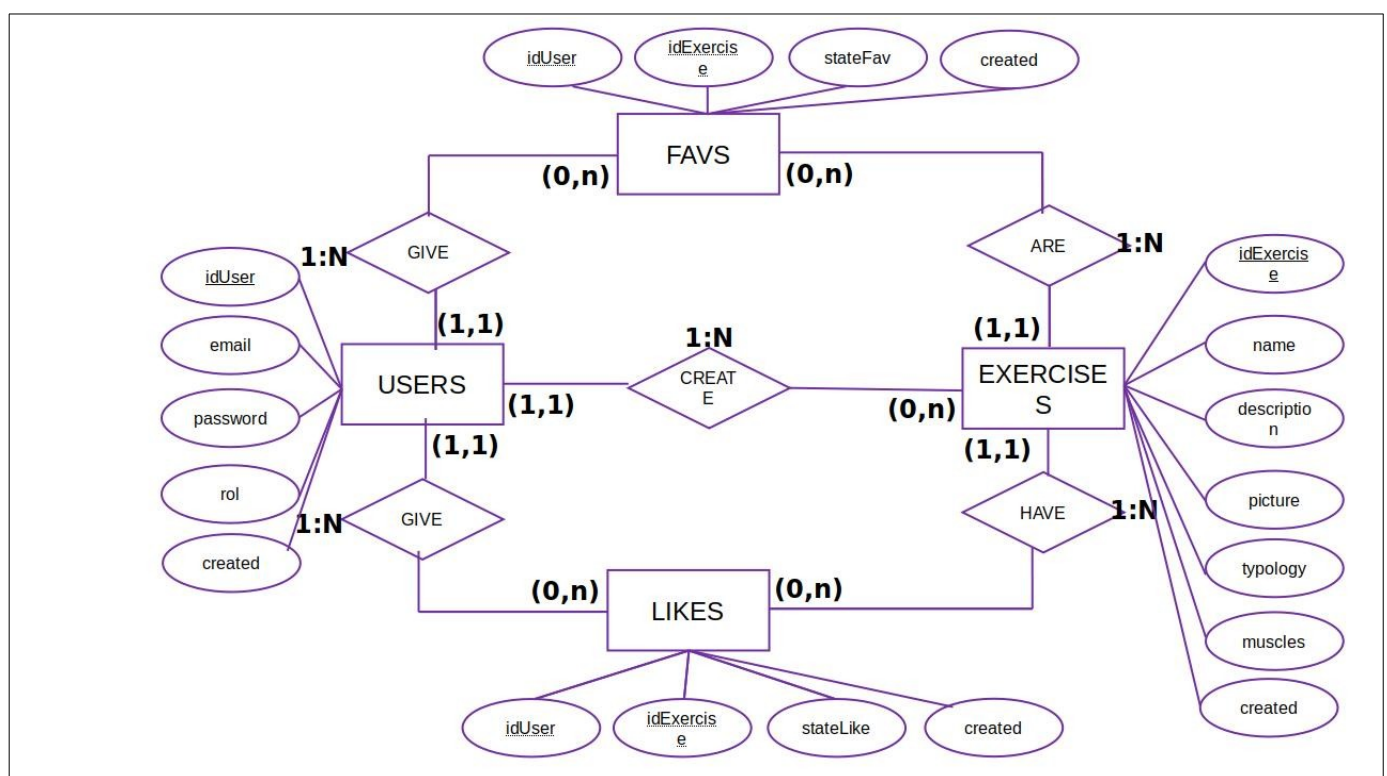 idUser
idExercis
e
stateFav
created
FAVS
(0,n)
(0,n)
GIVE
1:N
ARE
1:N
idUser
email
password
rol
created
idExercis
e
name
descriptio
n
picture
typology
muscles
created
(1,1)
(1,1)
USERS
(1,1)
1:N
CREAT
E
(0,n)
EXERCISE
S
(1,1)
(1,1)
GIVE
1:N
HAVE
1:N
(0,n)
LIKES
(0,n)
idUser
idExercis
e
stateLike
created